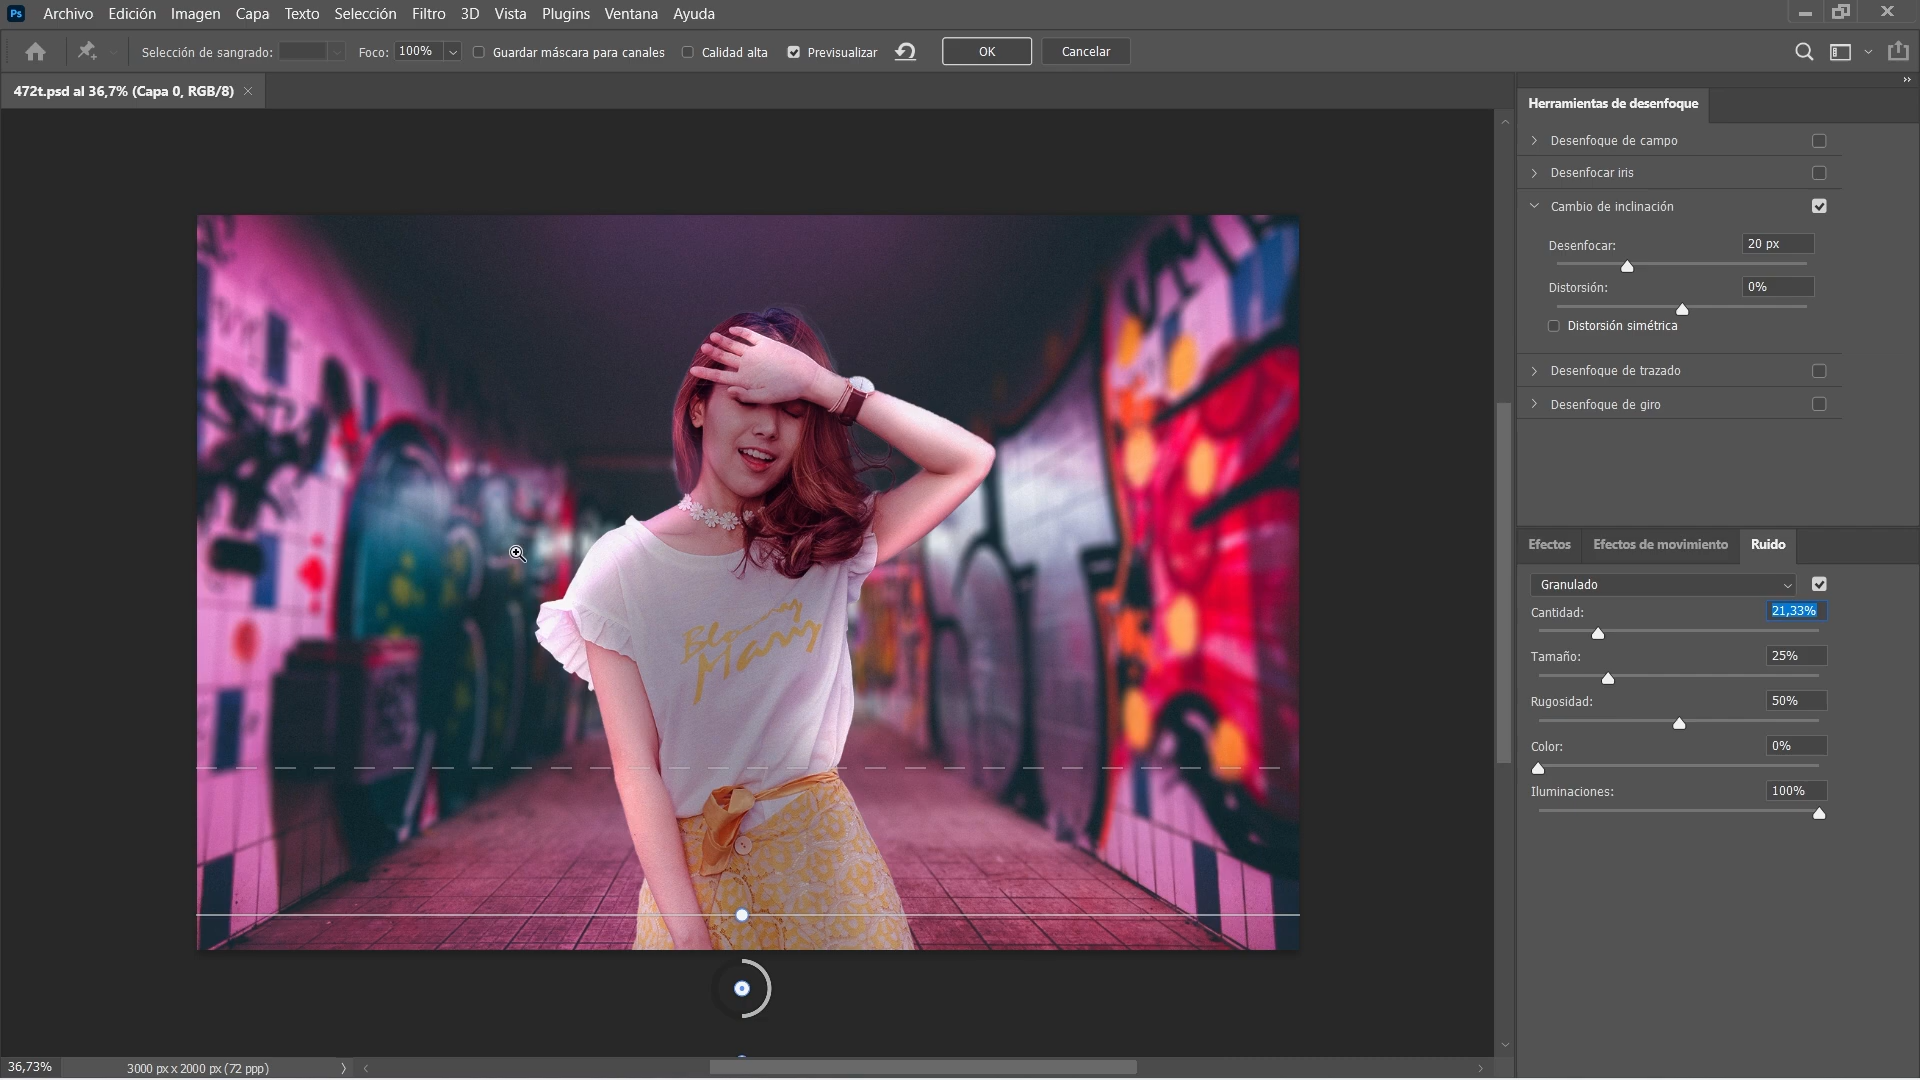 Ps Archivo Edición Imagen Capa Texto Selección Filtro 3D Vista Plugins Ventana Ayuda
Selección de sangrado: Foco: 100% Guardar máscara para canales Calidad alta Previsualizar OK Cancelar
472t.psd al 36,7% (Capa 0, RGB/8)
Herramientas de desenfoque
Desenfoque de campo
Desenfocar iris
Cambio de inclinación
Desenfocar: 20 px
Distorsión: 0%
Distorsión simétrica
Desenfoque de trazado
Desenfoque de giro
Efectos Efectos de movimiento Ruido
Granulado
Cantidad: 21,33%
Tamaño: 25%
Rugosidad: 50%
Color: 0%
Iluminaciones: 100%
Mary
36,73% 3000 px x 2000 px (72 ppp)